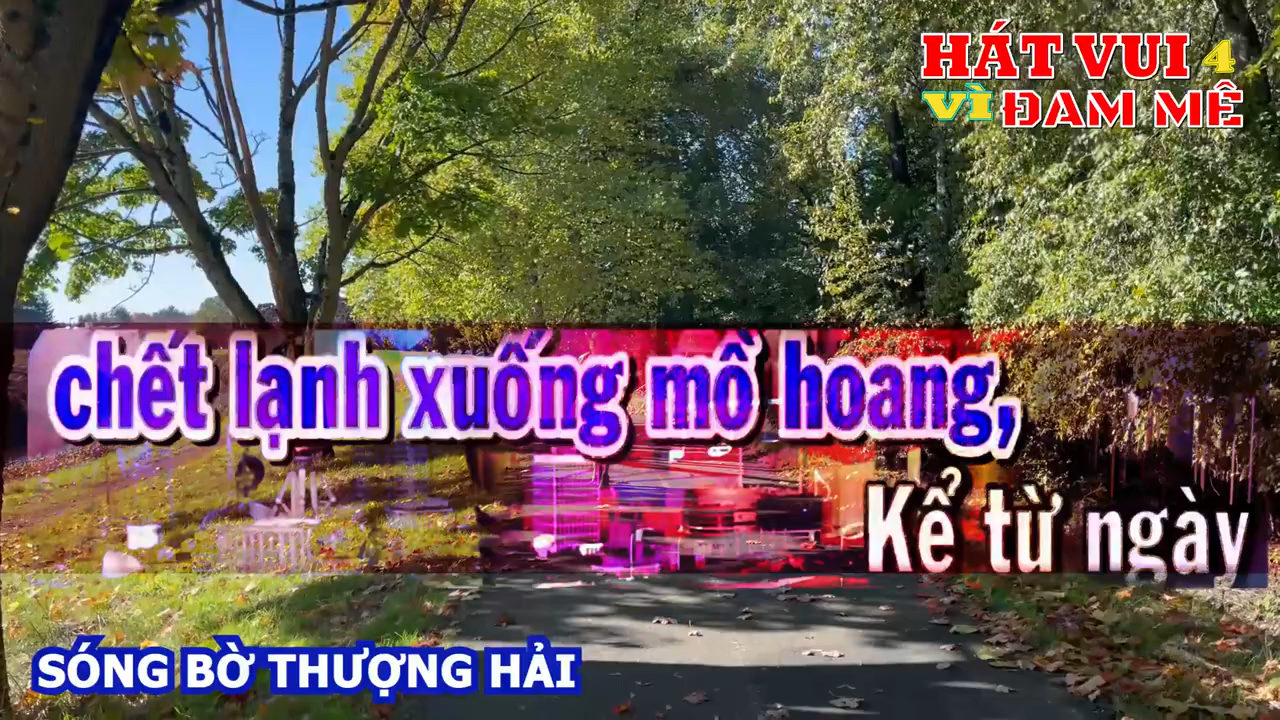 HÁT VUI 4
VÌ ĐAM MÊ
chết lạnh xuống mồ hoang,
Kể từ ngày
SÓNG BỜ THƯỢNG HẢI